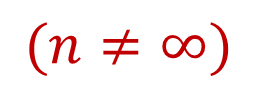 (n ≠ ∞)